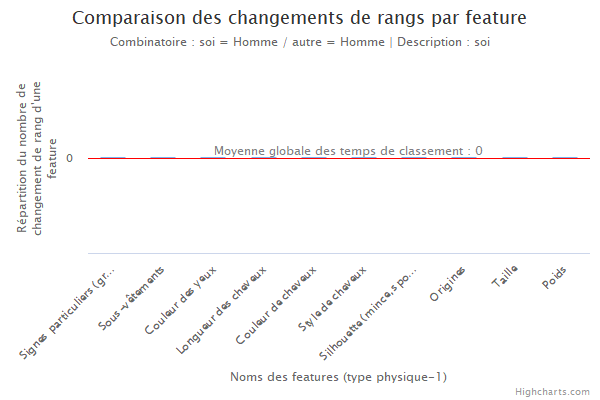 Comparaison des changements de rangs par feature
Combinatoire : soi = Homme / autre = Homme | Description : soi
Répartition du nombre de
changement de rang d'une
feature
0
Moyenne globale des temps de classement : 0
Signes particuliers (gr...
Sous-vêtements
Couleur des yeux
Longueur des cheveux
Couleur de cheveux
Style de cheveux
Silhouette (mince,s po...
Origines
Taille
Poids
Noms des features (type physique-1)
Highcharts.com